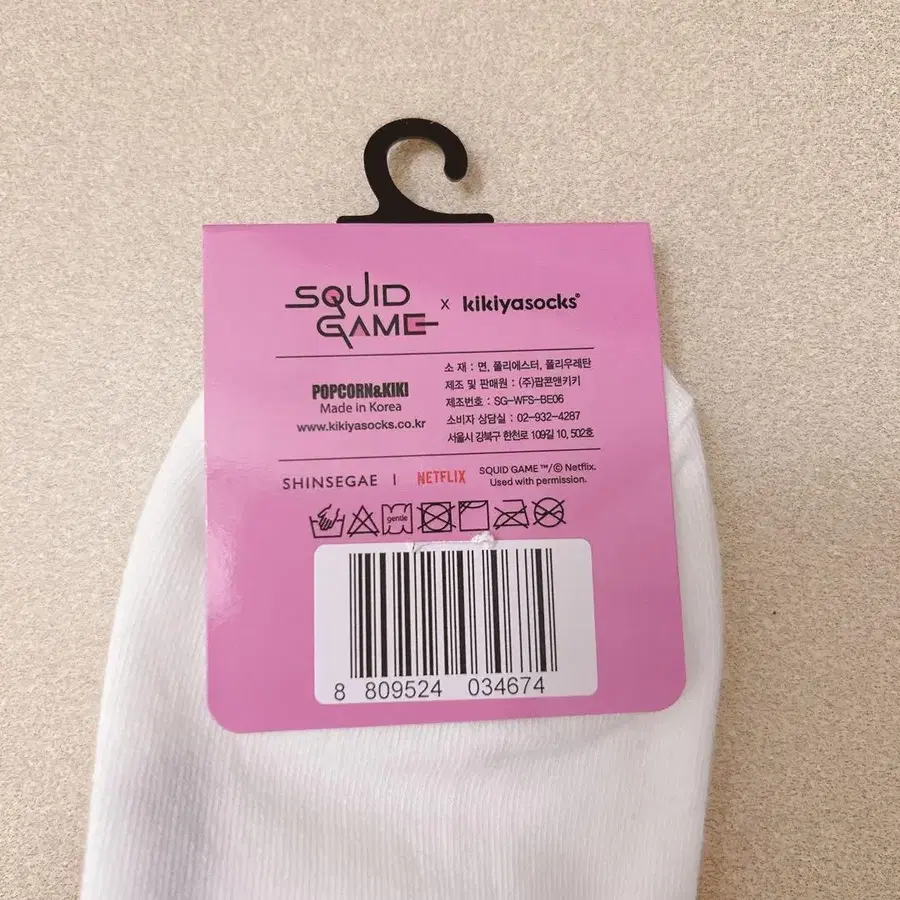 SQUID GAME x kikiyasocks®
POPCORN&KIKI
Made in Korea
www.kikiyasocks.co.kr
소 재 : 면, 폴리에스터, 폴리우레탄
제조 및 판매원 : (주)팝콘앤키키
제조번호 : SG-WFS-BE06
소비자 상담실 : 02-932-4287
서울시 강북구 한천로 109길 10, 502호
SHINSEGAE | NETFLIX
SQUID GAME ™/© Netflix.
Used with permission.
gentle
8 809524 034674